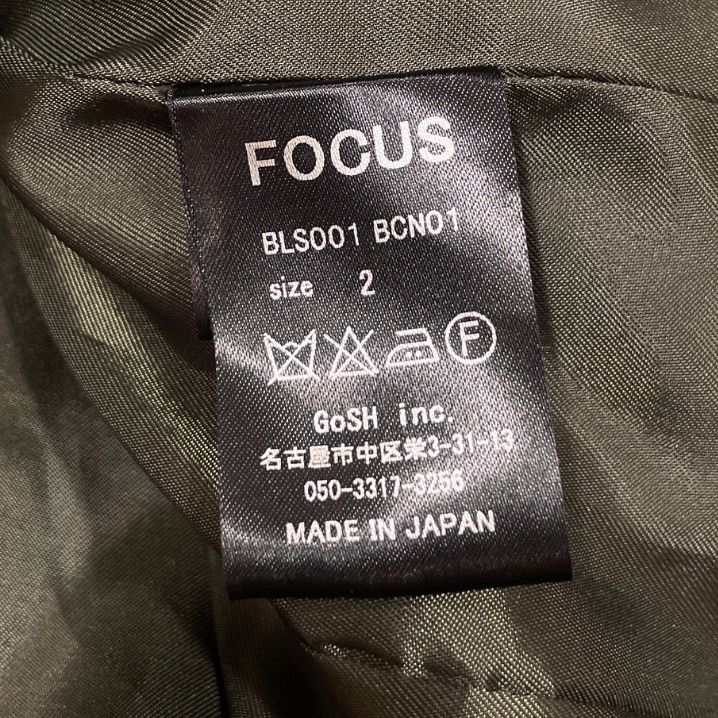 FOCUS
BLS001 BCN01
size 2
F
GoSH inc.
名古屋市中区栄3-31-13
050-3317-3256
MADE IN JAPAN